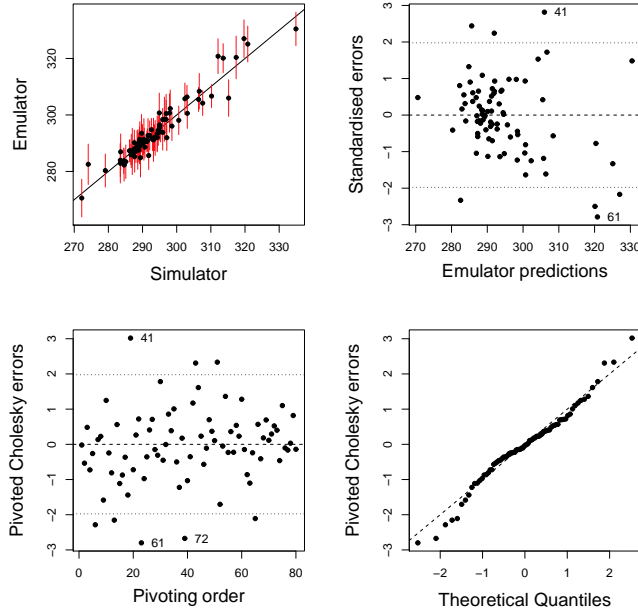 320
300
280
Emulator
270 280 290 300 310 320 330
Simulator
3
2
1
0
-1
-2
-3
Standardised errors
41
61
270 280 290 300 310 320 330
Emulator predictions
3
2
1
0
-1
-2
-3
Pivoted Cholesky errors
41
61
72
0 20 40 60 80
Pivoting order
3
2
1
0
-1
-2
-3
Pivoted Cholesky errors
-2 -1 0 1 2
Theoretical Quantiles